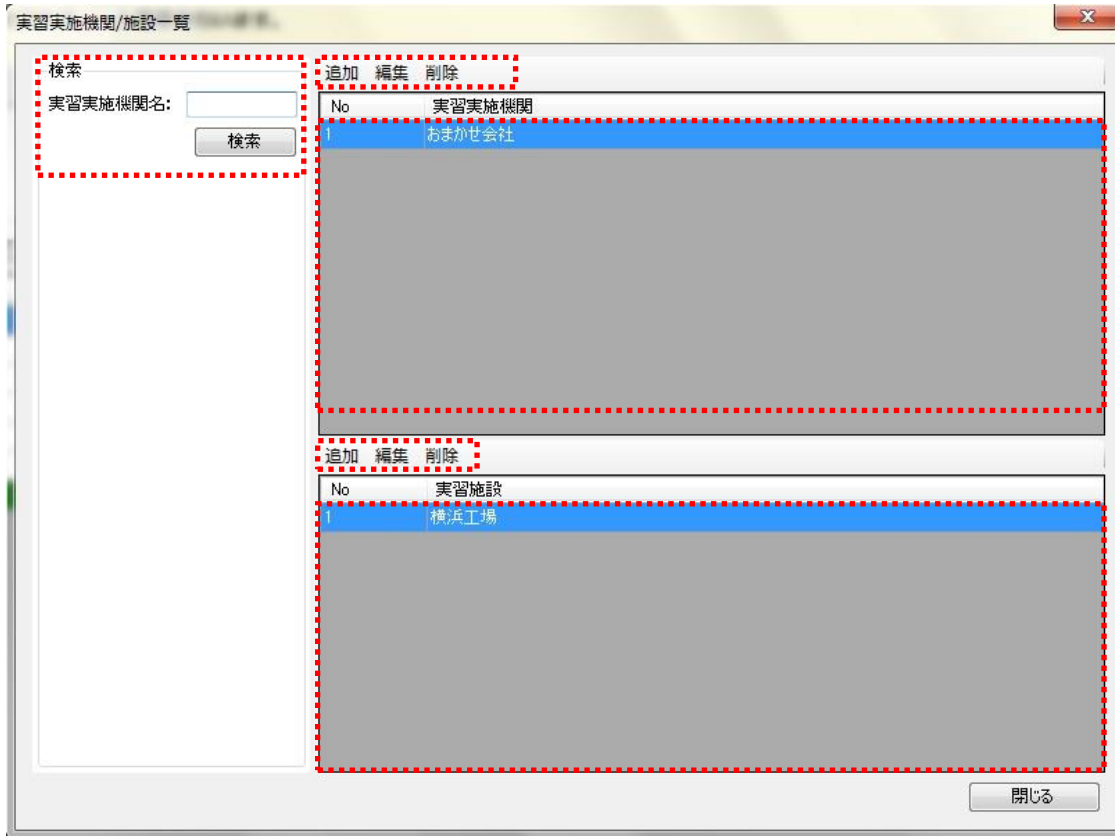 実習実施機関/施設一覧
検索
実習実施機関名:
検索
追加 編集 削除
No 実習実施機関
1 おまかせ会社
追加 編集 削除
No 実習施設
1 横浜工場
閉じる